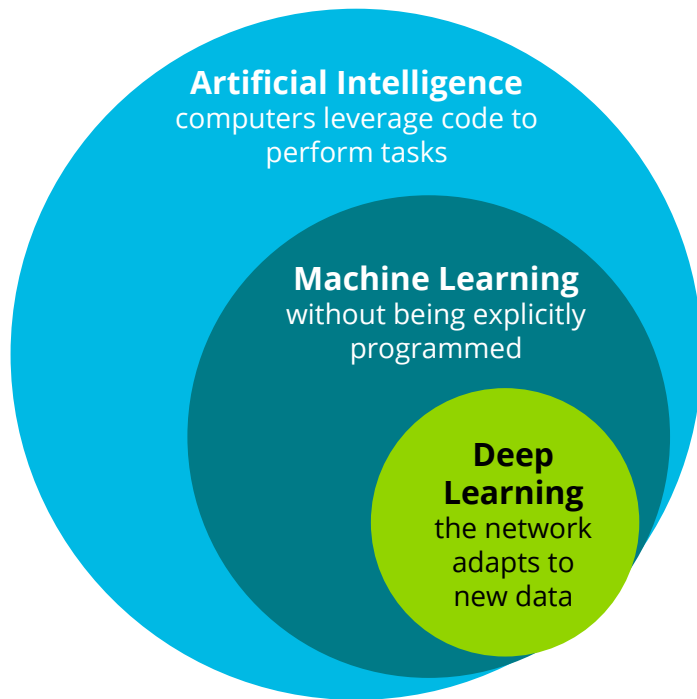 Artificial Intelligence
computers leverage code to
perform tasks
Machine Learning
without being explicitly
programmed
Deep
Learning
the network
adapts to
new data